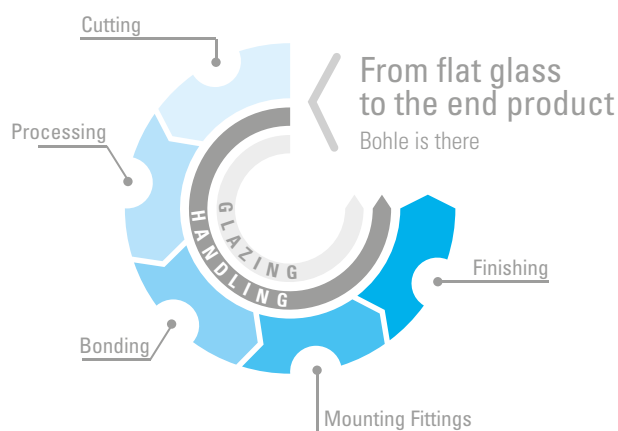 Cutting
From flat glass
to the end product
Bohle is there
Processing
HANDLING
GLAZING
Finishing
Bonding
Mounting Fittings